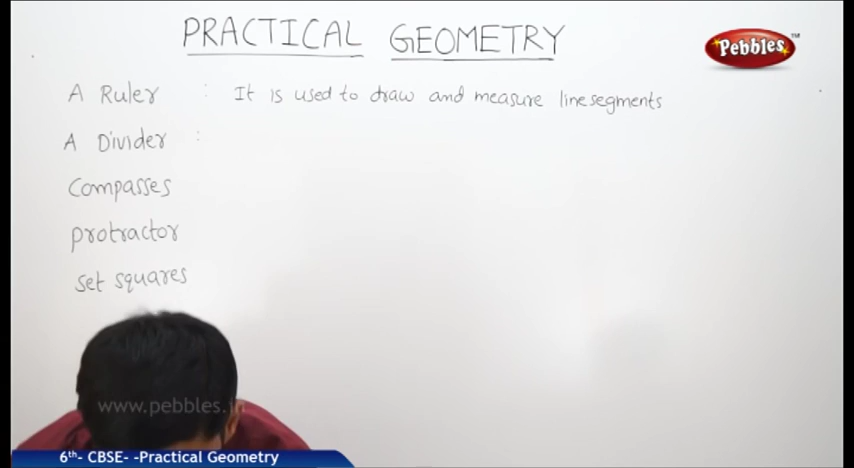 PRACTICAL GEOMETRY
Pebbles™
A Ruler : It is used to draw and measure line segments
A Divider :
Compasses
protractor
set squares
www.pebbles.in
6th- CBSE- -Practical Geometry